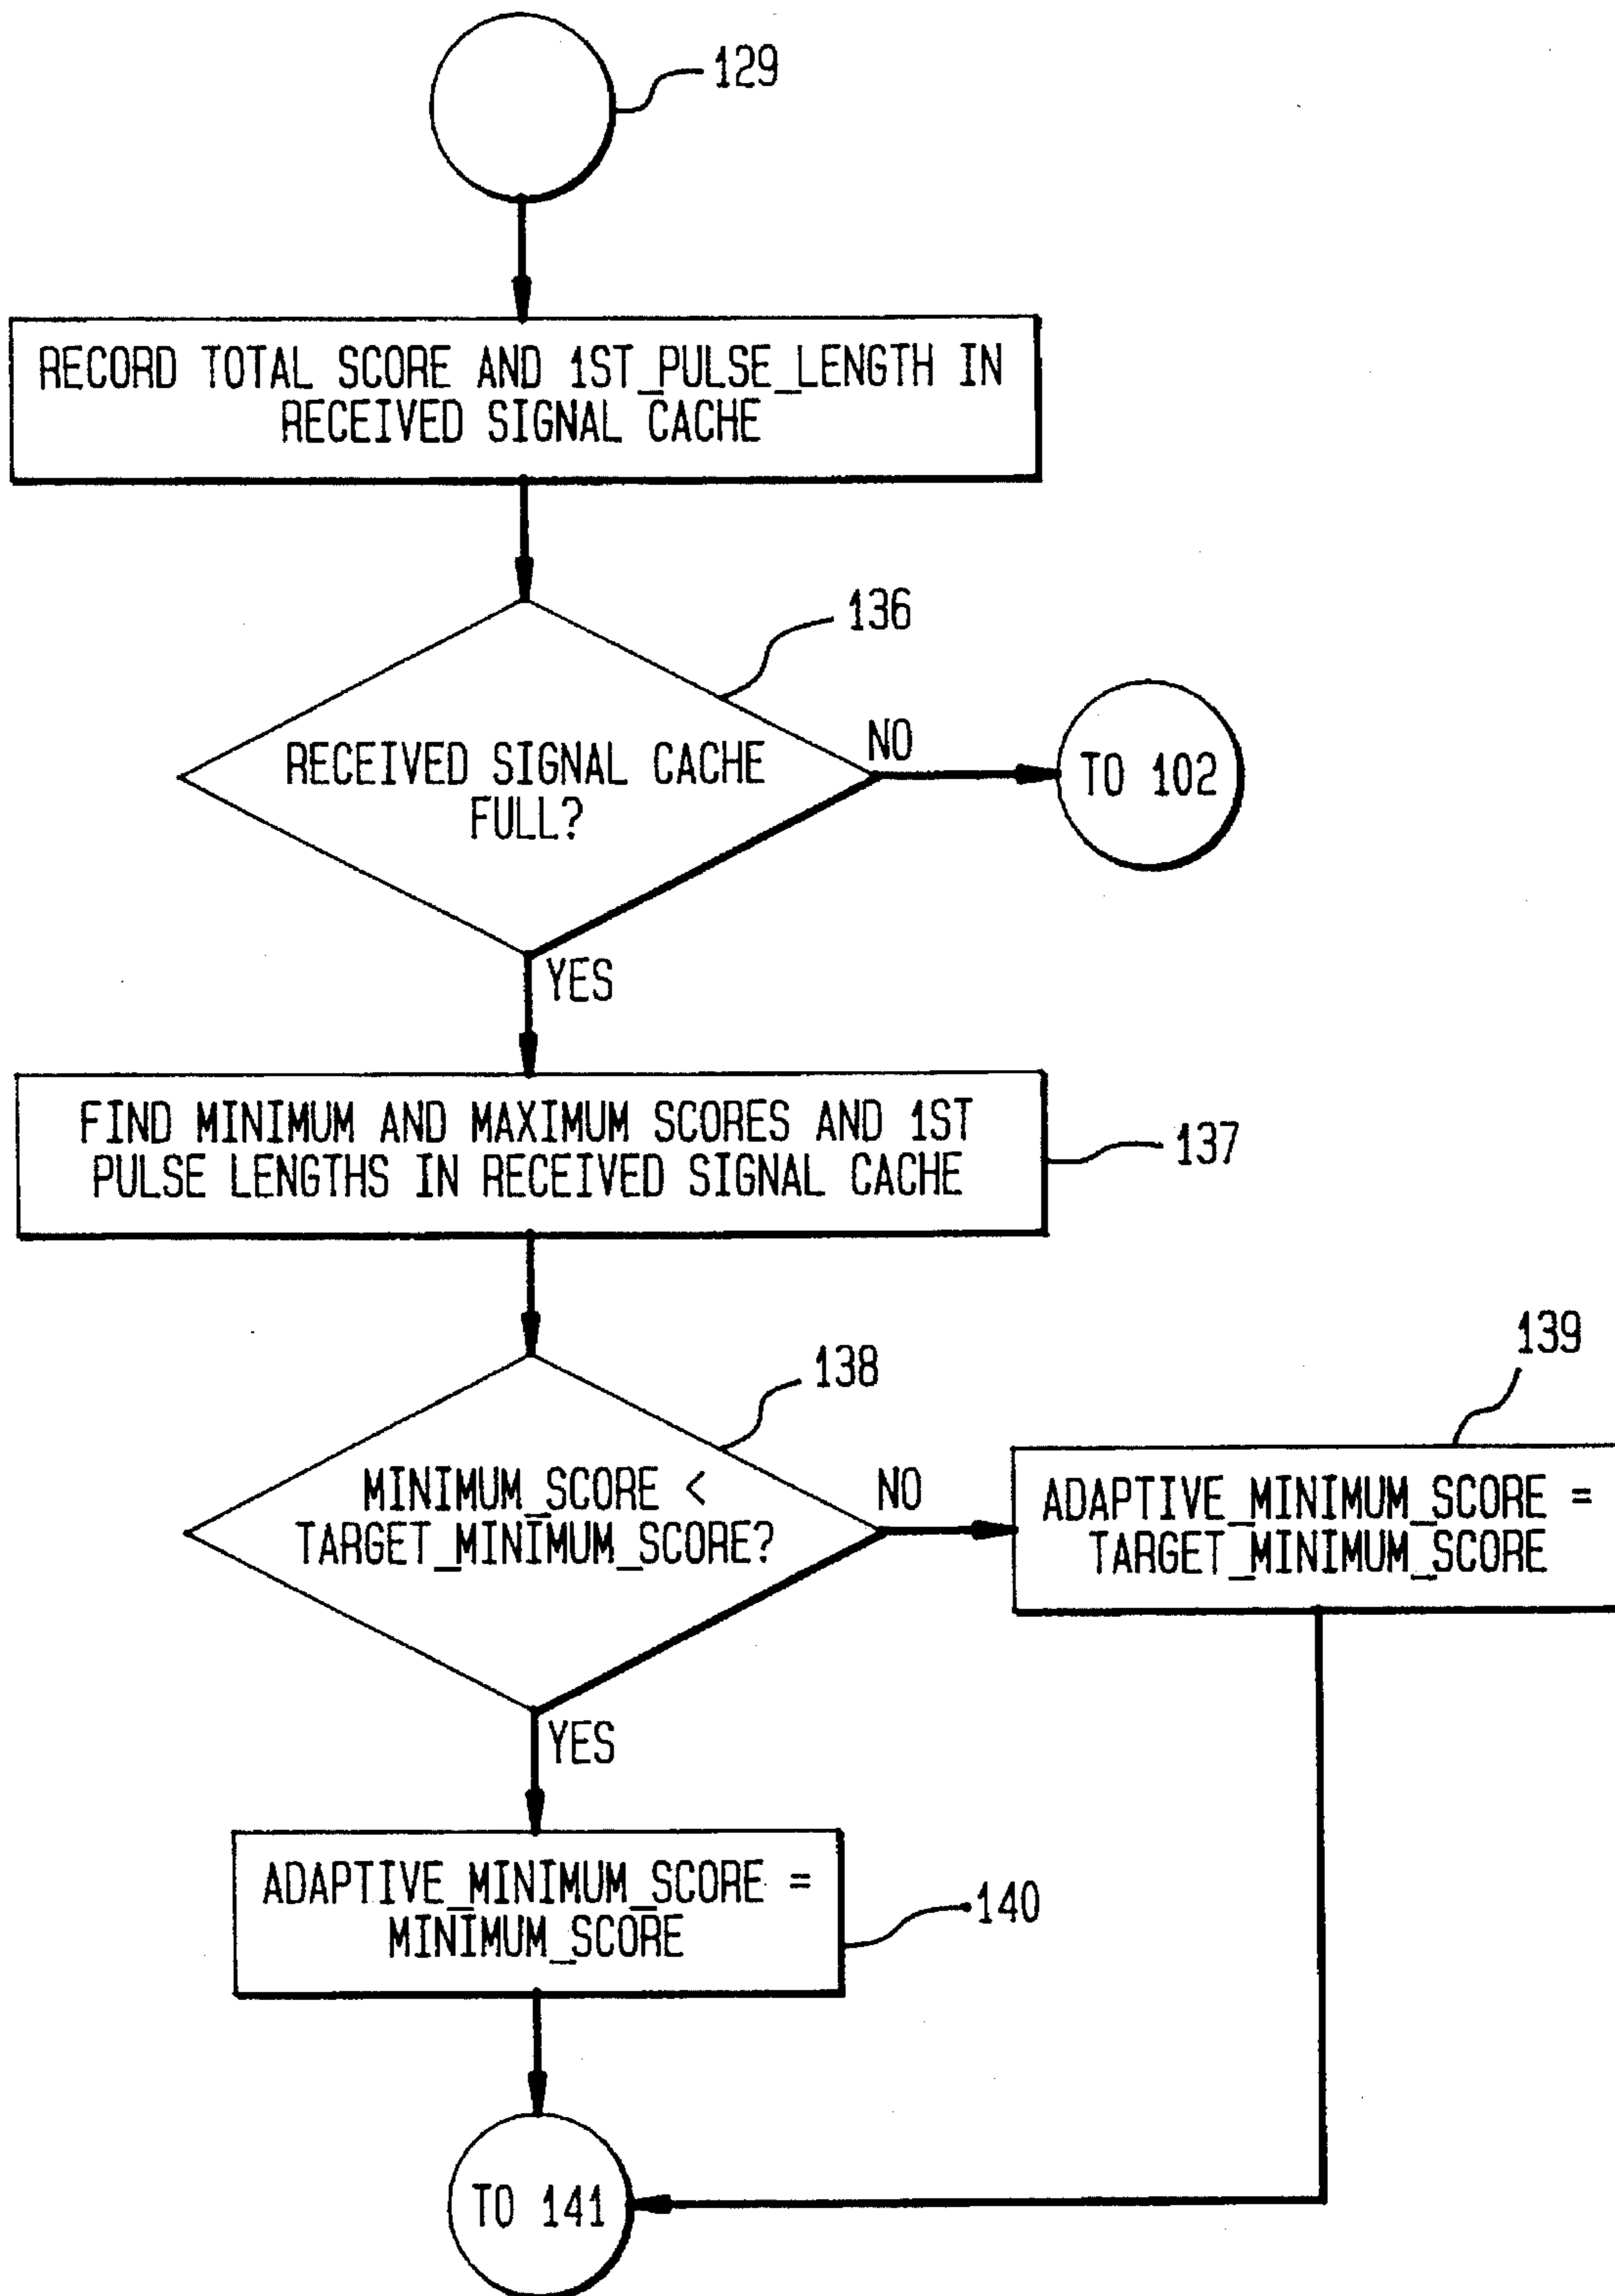 129
RECORD TOTAL SCORE AND 1ST_PULSE_LENGTH IN
RECEIVED SIGNAL CACHE
136
RECEIVED SIGNAL CACHE
FULL?
NO
TO 102
YES
FIND MINIMUM AND MAXIMUM SCORES AND 1ST
PULSE LENGTHS IN RECEIVED SIGNAL CACHE
137
138
MINIMUM_SCORE <
TARGET_MINIMUM_SCORE?
NO
139
ADAPTIVE_MINIMUM_SCORE =
TARGET_MINIMUM_SCORE
YES
ADAPTIVE_MINIMUM_SCORE =
MINIMUM_SCORE
140
TO 141